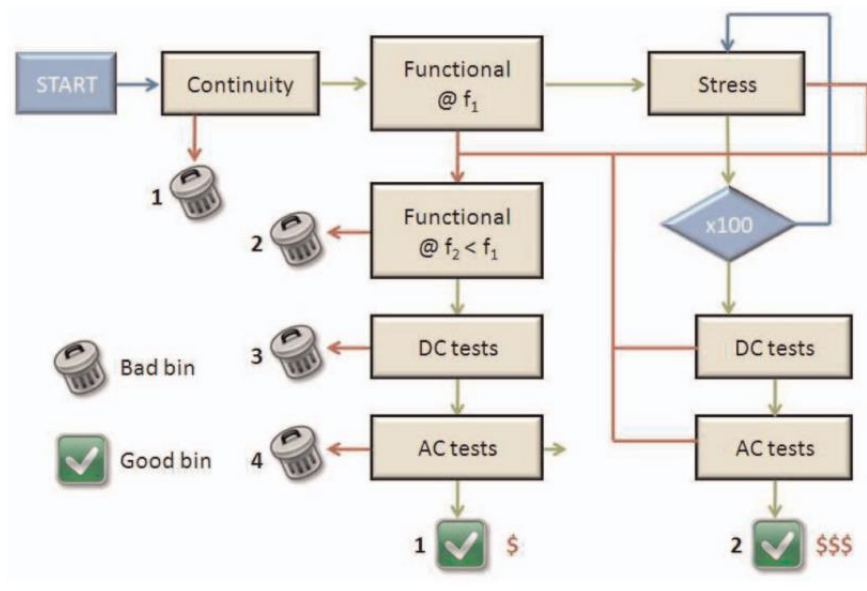 START
Continuity
Functional
@ f₁
Stress
1
2
Functional
@ f₂ < f₁
x100
3
DC tests
DC tests
Bad bin
4
AC tests
AC tests
Good bin
1
$
2
$$$